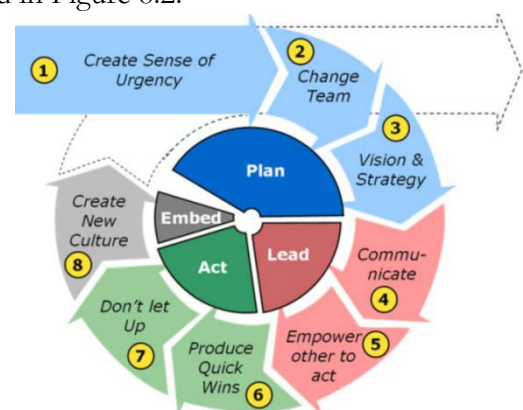 d in Figure 8.2.
1
Create Sense of
Urgency
2
Change
Team
3
Vision &
Strategy
Plan
Create
New
Culture
8
Embed
Act
Lead
Commu-
nicate
4
Don't let
Up
7
Produce
Quick
Wins
6
Empower
other to
act
5